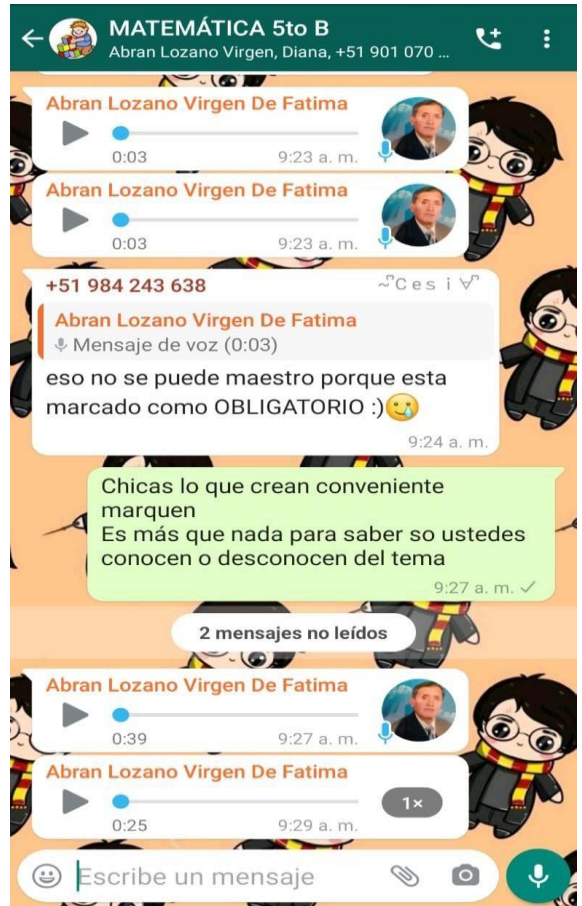 MATEMÁTICA 5to B
Abran Lozano Virgen, Diana, +51 901 070 ...
Abran Lozano Virgen De Fatima
0:03 9:23 a. m.
Abran Lozano Virgen De Fatima
0:03 9:23 a. m.
+51 984 243 638 ~C e s i
Abran Lozano Virgen De Fatima
Mensaje de voz (0:03)
eso no se puede maestro porque esta
marcado como OBLIGATORIO :)🥲
9:24 a. m.
Chicas lo que crean conveniente
marquen
Es más que nada para saber so ustedes
conocen o desconocen del tema
9:27 a. m.
2 mensajes no leídos
Abran Lozano Virgen De Fatima
0:39 9:27 a. m.
Abran Lozano Virgen De Fatima
1×
0:25 9:29 a. m.
Escribe un mensaje